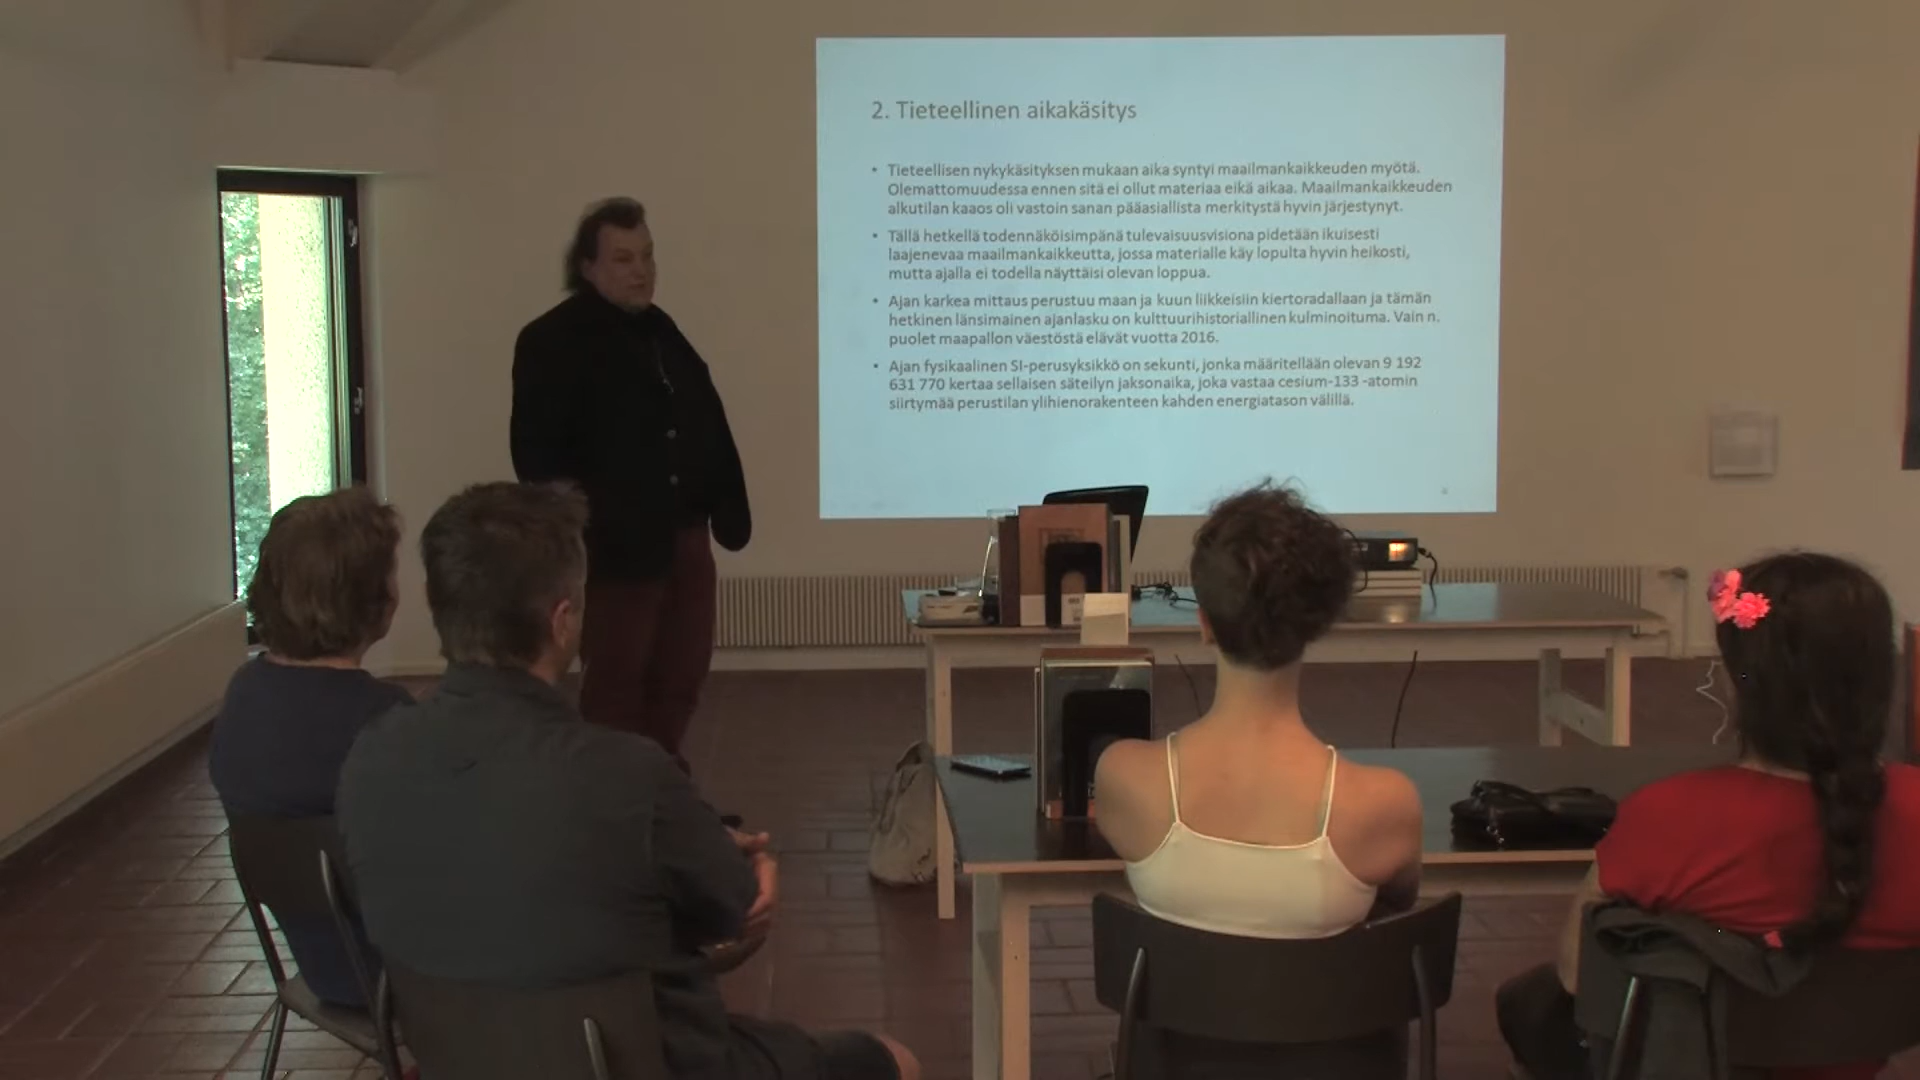 2. Tieteellinen aikakäsitys
• Tieteellisen nykykäsityksen mukaan aika syntyi maailmankaikkeuden myötä.
Olemattomuudessa ennen sitä ei ollut materiaa eikä aikaa. Maailmankaikkeuden
alkutilan kaaos oli vastoin sanan pääasiallista merkitystä hyvin järjestynyt.
• Tällä hetkellä todennäköisimpänä tulevaisuusvisiona pidetään ikuisesti
laajenevaa maailmankaikkeutta, jossa materialle käy lopulta hyvin heikosti,
mutta ajalla ei todella näyttäisi olevan loppua.
• Ajan karkea mittaus perustuu maan ja kuun liikkeisiin kiertoradallaan ja tämän
hetkinen länsimainen ajanlasku on kulttuurihistoriallinen kulminoituma. Vain n.
puolet maapallon väestöstä elävät vuotta 2016.
• Ajan fysikaalinen SI-perusyksikkö on sekunti, jonka määritellään olevan 9 192
631 770 kertaa sellaisen säteilyn jaksonaika, joka vastaa cesium-133 -atomin
siirtymää perustilan ylihienorakenteen kahden energiatason välillä.